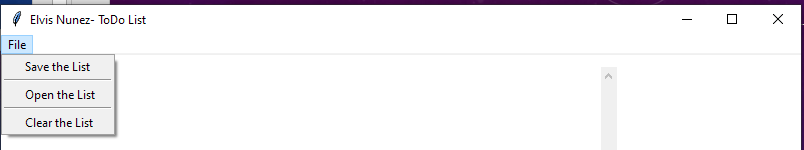 Elvis Nunez- ToDo List
File
Save the List
Open the List
Clear the List